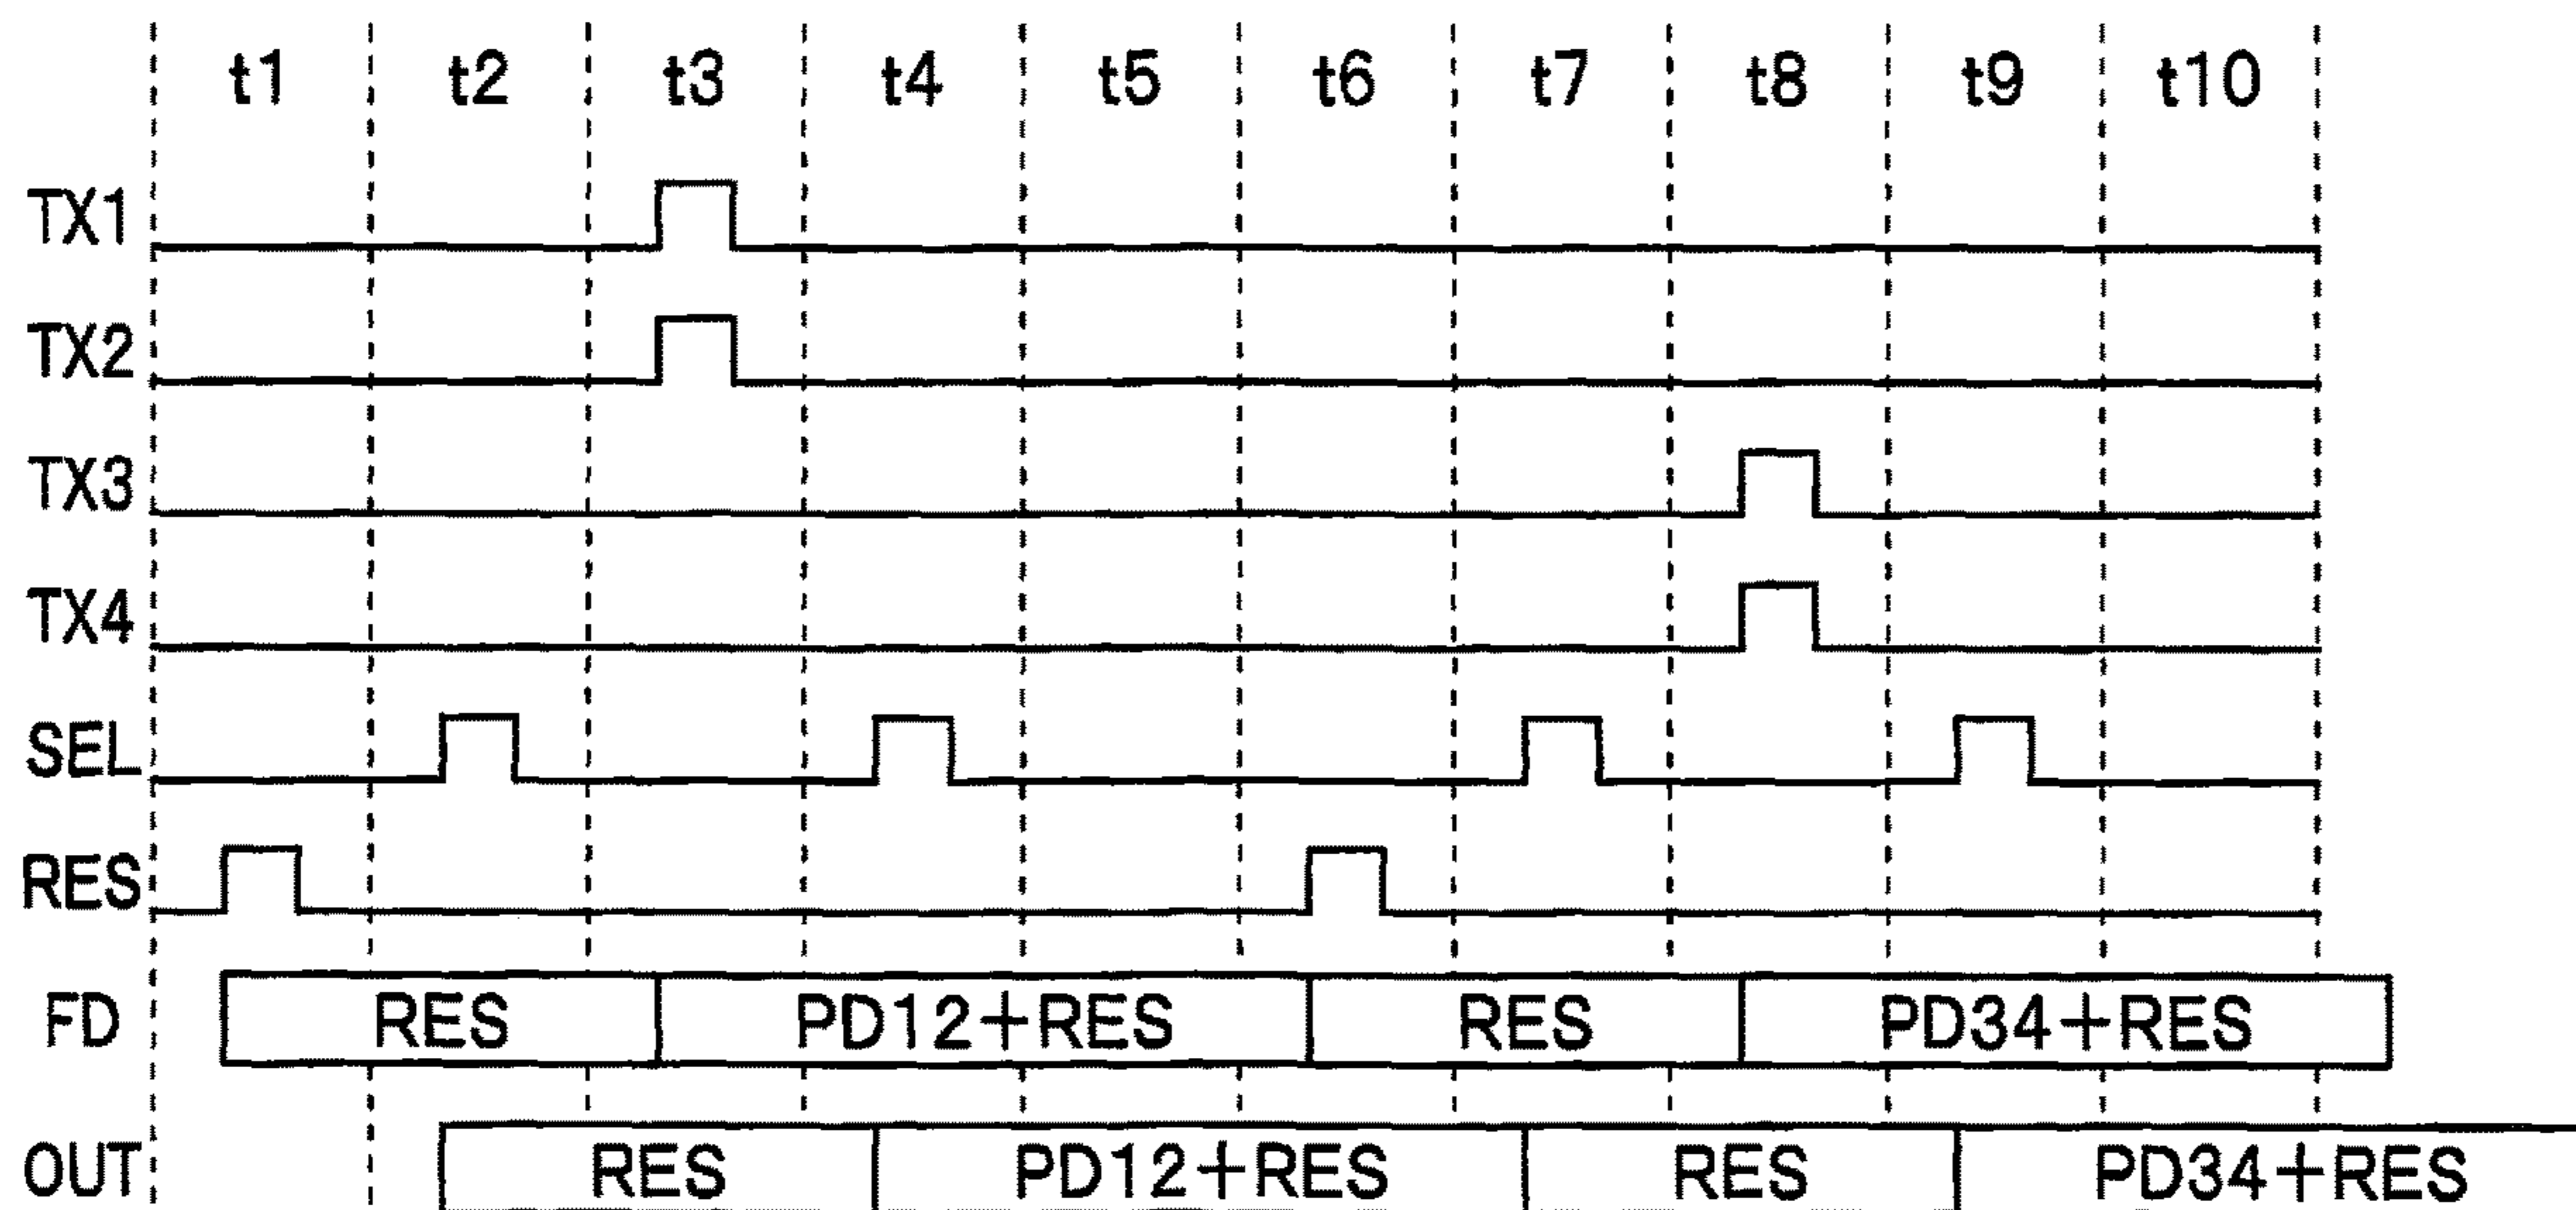 t1 t2 t3 t4 t5 t6 t7 t8 t9 t10
TX1
TX2
TX3
TX4
SEL
RES
FD RES PD12+RES RES PD34+RES
OUT RES PD12+RES RES PD34+RES